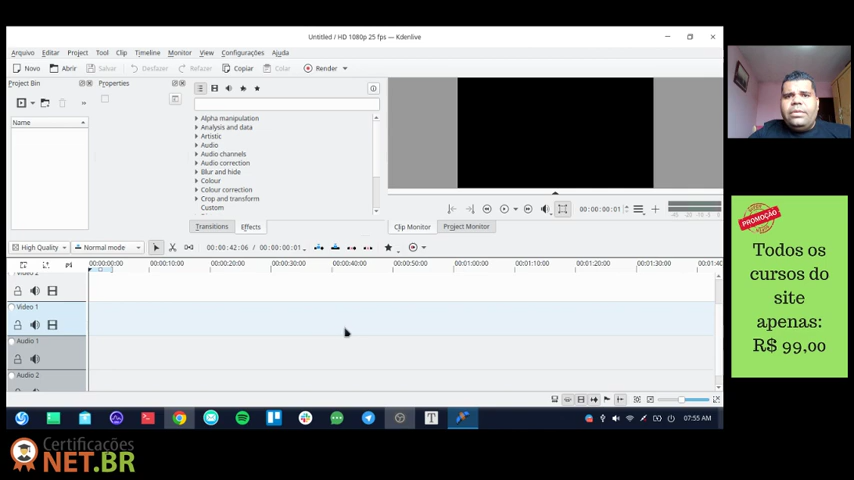 Untitled / HD 1080p 25 fps — Kdenlive
Arquivo Editar Project Tool Clip Timeline Monitor View Configurações Ajuda
Novo Abrir Salvar Desfazer Refazer Copiar Colar Render
Project Bin Properties
Name
Alpha manipulation
Analysis and data
Artistic
Audio
Audio channels
Audio correction
Blur and hide
Colour
Colour correction
Crop and transform
Custom
Transitions Effects
00:00:00:01
Clip Monitor Project Monitor
High Quality Normal mode 00:00:42:06 / 00:00:00:01
00:00:00:00 00:00:10:00 00:00:20:00 00:00:30:00 00:00:40:00 00:00:50:00 00:01:00:00 00:01:10:00 00:01:20:00 00:01:30:00 00:01:40
Video 2
Video 1
Audio 1
Audio 2
07:55 AM
PROMOÇÃO
Todos os
cursos do
site
apenas:
R$ 99,00
Certificações
NET.BR